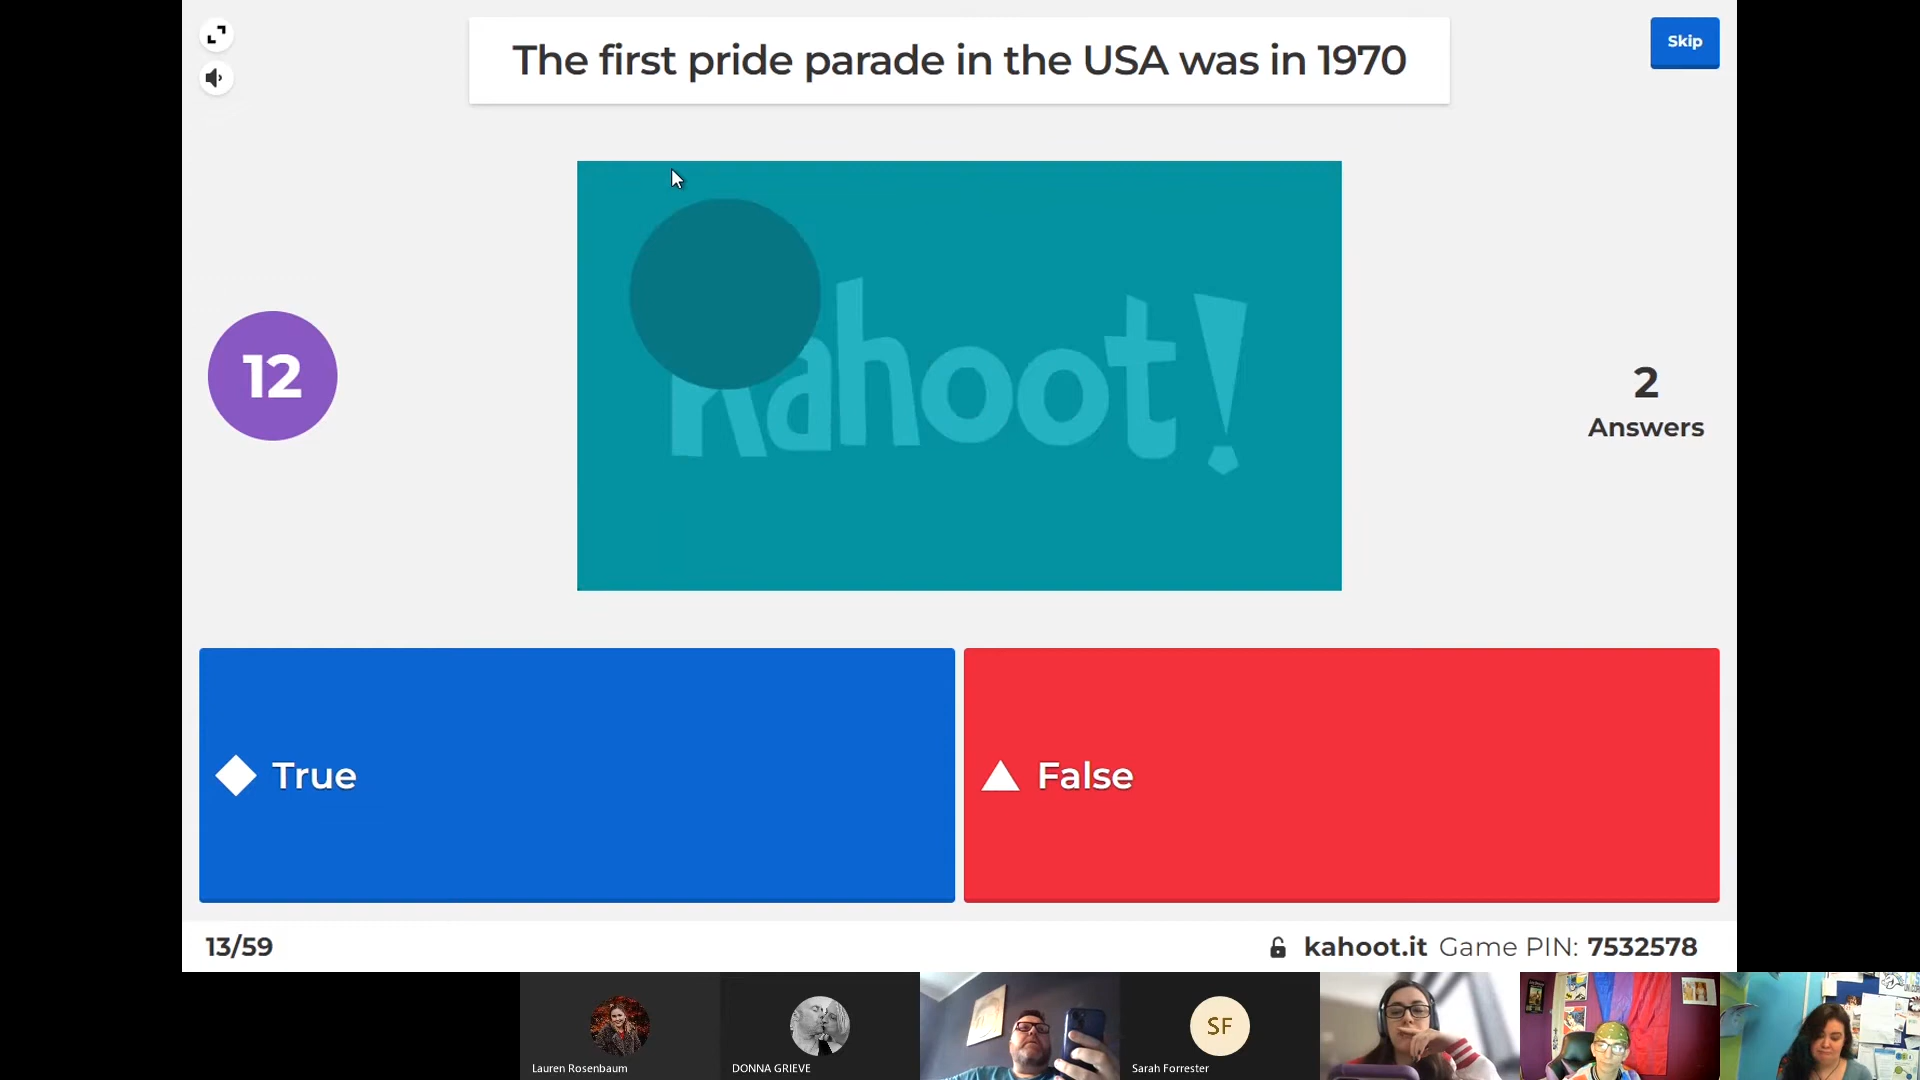 The first pride parade in the USA was in 1970
Skip
Kahoot!
12
2
Answers
True
False
13/59
kahoot.it Game PIN: 7532578
Lauren Rosenbaum
DONNA GRIEVE
SF
Sarah Forrester